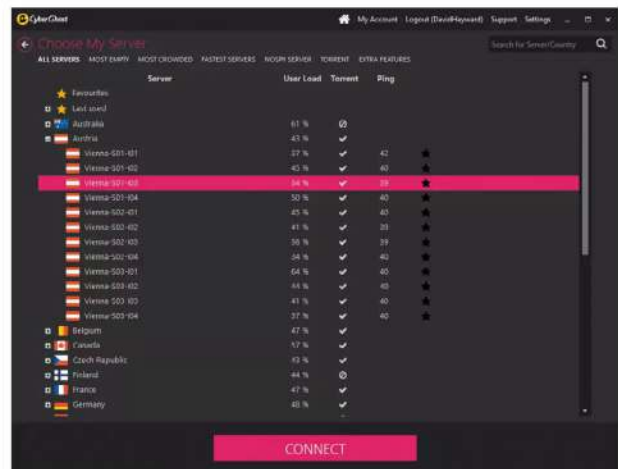 CyberGhost
My Account Logout (DavidHayward) Support Settings
Choose My Server
Search for Server/Country
ALL SERVERS MOST EMPTY MOST CROWDED FASTEST SERVERS NOSPY SERVER TORRENT EXTRA FEATURES
Server User Load Torrent Ping
Favourites
Last used
Australia 61 %
Austria 43 %
Vienna-S01-I01 37 % 42
Vienna-S01-I02 45 % 40
Vienna-S01-I03 34 % 39
Vienna-S01-I04 50 % 40
Vienna-S02-I01 45 % 40
Vienna-S02-I02 41 % 39
Vienna-S02-I03 39
Vienna-S02-I04 34 % 40
Vienna-S03-I01 64 % 40
Vienna-S03-I02 44 % 40
Vienna-S03-I03 41 % 40
Vienna-S03-I04 37 % 40
Belgium 47 %
Canada
Czech Republic
Finland 44 %
France 47 %
Germany 48 %
CONNECT